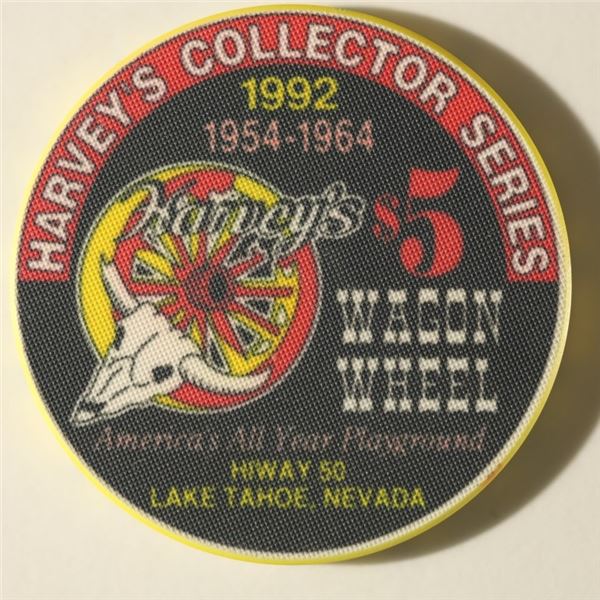 HARVEY'S COLLECTOR SERIES
1992
1954-1964
Harvey's
$5
WAGON
WHEEL
America's All Year Playground
HIWAY 50
LAKE TAHOE, NEVADA